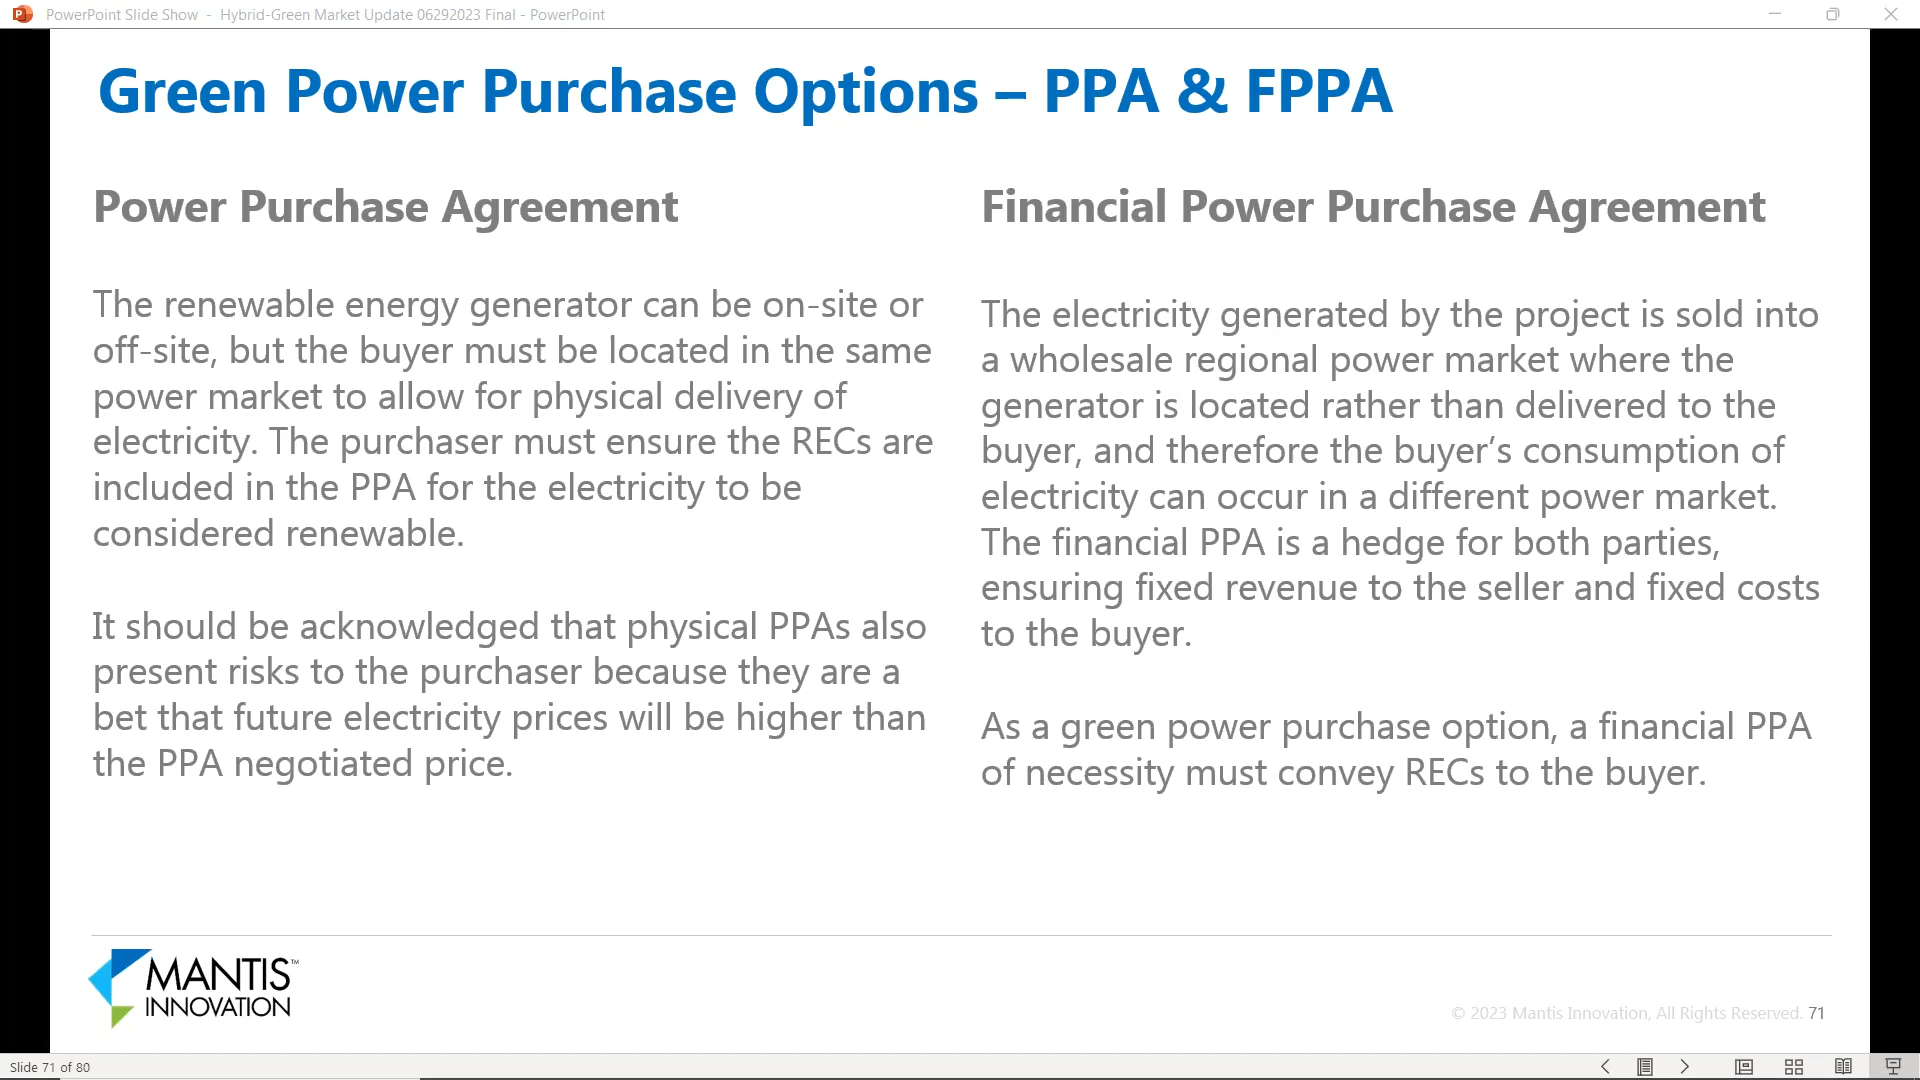 PowerPoint Slide Show - Hybrid-Green Market Update 06292023 Final - PowerPoint
Green Power Purchase Options – PPA & FPPA
Power Purchase Agreement
The renewable energy generator can be on-site or
off-site, but the buyer must be located in the same
power market to allow for physical delivery of
electricity. The purchaser must ensure the RECs are
included in the PPA for the electricity to be
considered renewable.
It should be acknowledged that physical PPAs also
present risks to the purchaser because they are a
bet that future electricity prices will be higher than
the PPA negotiated price.
Financial Power Purchase Agreement
The electricity generated by the project is sold into
a wholesale regional power market where the
generator is located rather than delivered to the
buyer, and therefore the buyer’s consumption of
electricity can occur in a different power market.
The financial PPA is a hedge for both parties,
ensuring fixed revenue to the seller and fixed costs
to the buyer.
As a green power purchase option, a financial PPA
of necessity must convey RECs to the buyer.
MANTIS™
INNOVATION
© 2023 Mantis Innovation, All Rights Reserved. 71
Slide 71 of 80